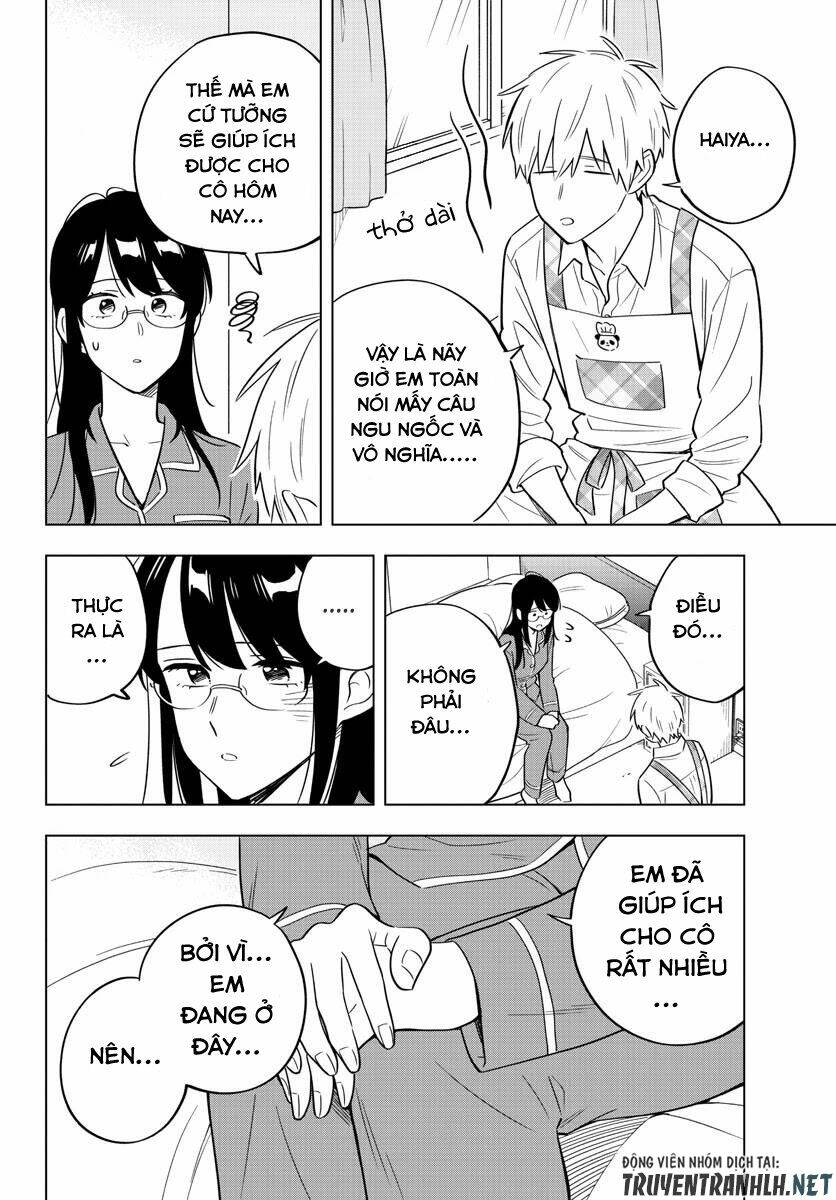 HAIYA...
thở dài
VẬY LÀ NÃY
GIỜ EM TOÀN
NÓI MẤY CÂU
NGU NGỐC VÀ
VÔ NGHĨA.....
THẾ MÀ EM
CỨ TƯỞNG
SẼ GIÚP ÍCH
ĐƯỢC CHO
CÔ HÔM
NAY...
ĐIỀU
ĐÓ...
KHÔNG
PHẢI
ĐÂU...
.....
THỰC
RA LÀ
...
EM ĐÃ
GIÚP ÍCH
CHO CÔ
RẤT NHIỀU
...
BỞI VÌ...
EM
ĐANG Ở
ĐÂY...
NÊN...
ĐỘNG VIÊN NHÓM DỊCH TẠI:
TRUYENTRANHLH.NET